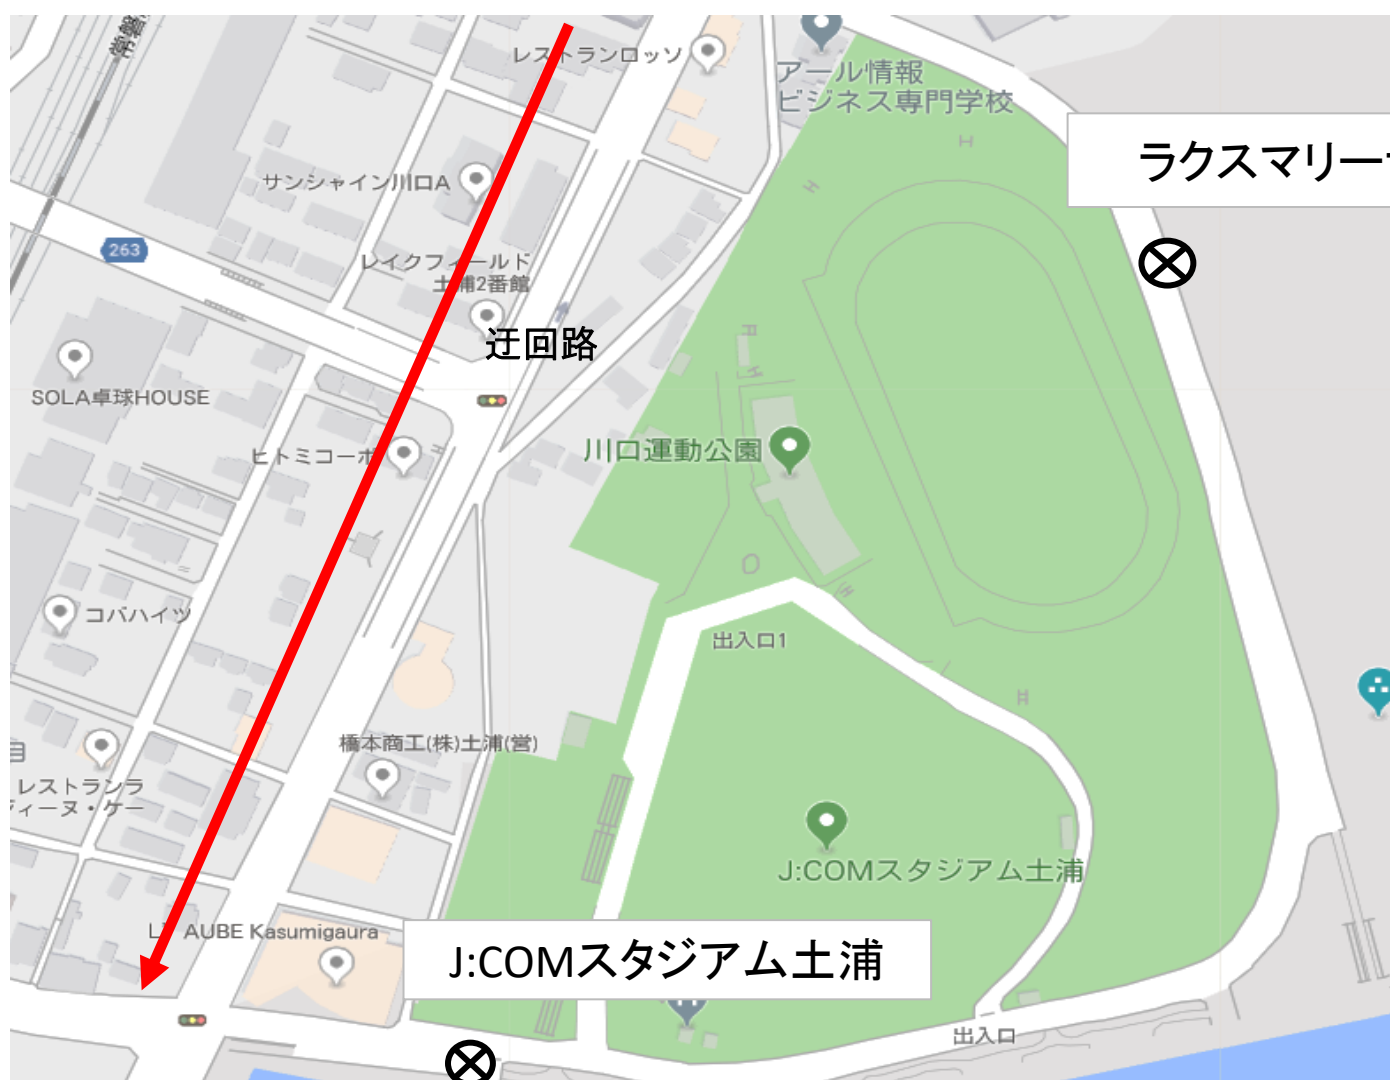 常磐
レストランロッソ
アール情報
ビジネス専門学校
ラクスマリー
サンシャイン川口A
263
レイクフィールド
土浦2番館
迂回路
SOLA卓球HOUSE
ヒトミコーポ
川口運動公園
コパハイツ
出入口1
橋本商工(株)土浦(営)
目
レストランラ
ィーヌ・ケー
J:COMスタジアム土浦
L' AUBE Kasumigaura
J:COMスタジアム土浦
出入口